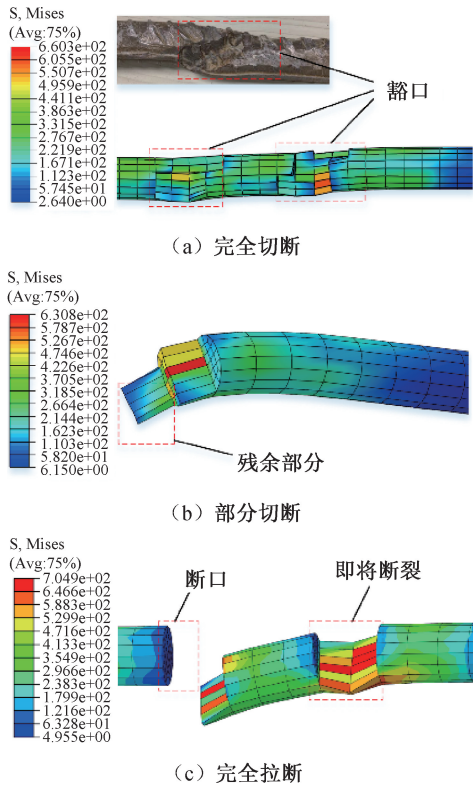 S, Mises
(Avg:75%)
6.603e+02
6.055e+02
5.507e+02
4.959e+02
4.411e+02
3.863e+02
3.315e+02
2.767e+02
2.219e+02
1.671e+02
1.123e+02
5.745e+01
2.640e+00
豁口
(a) 完全切断
S, Mises
(Avg:75%)
6.308e+02
5.787e+02
5.267e+02
4.746e+02
4.226e+02
3.705e+02
3.185e+02
2.664e+02
2.144e+02
1.623e+02
1.103e+02
5.820e+01
6.150e+00
残余部分
(b) 部分切断
S, Mises
(Avg:75%)
7.049e+02
6.466e+02
5.883e+02
5.299e+02
4.716e+02
4.133e+02
3.549e+02
2.966e+02
2.383e+02
1.799e+02
1.216e+02
6.328e+01
4.955e+00
断口
即将断裂
(c) 完全拉断